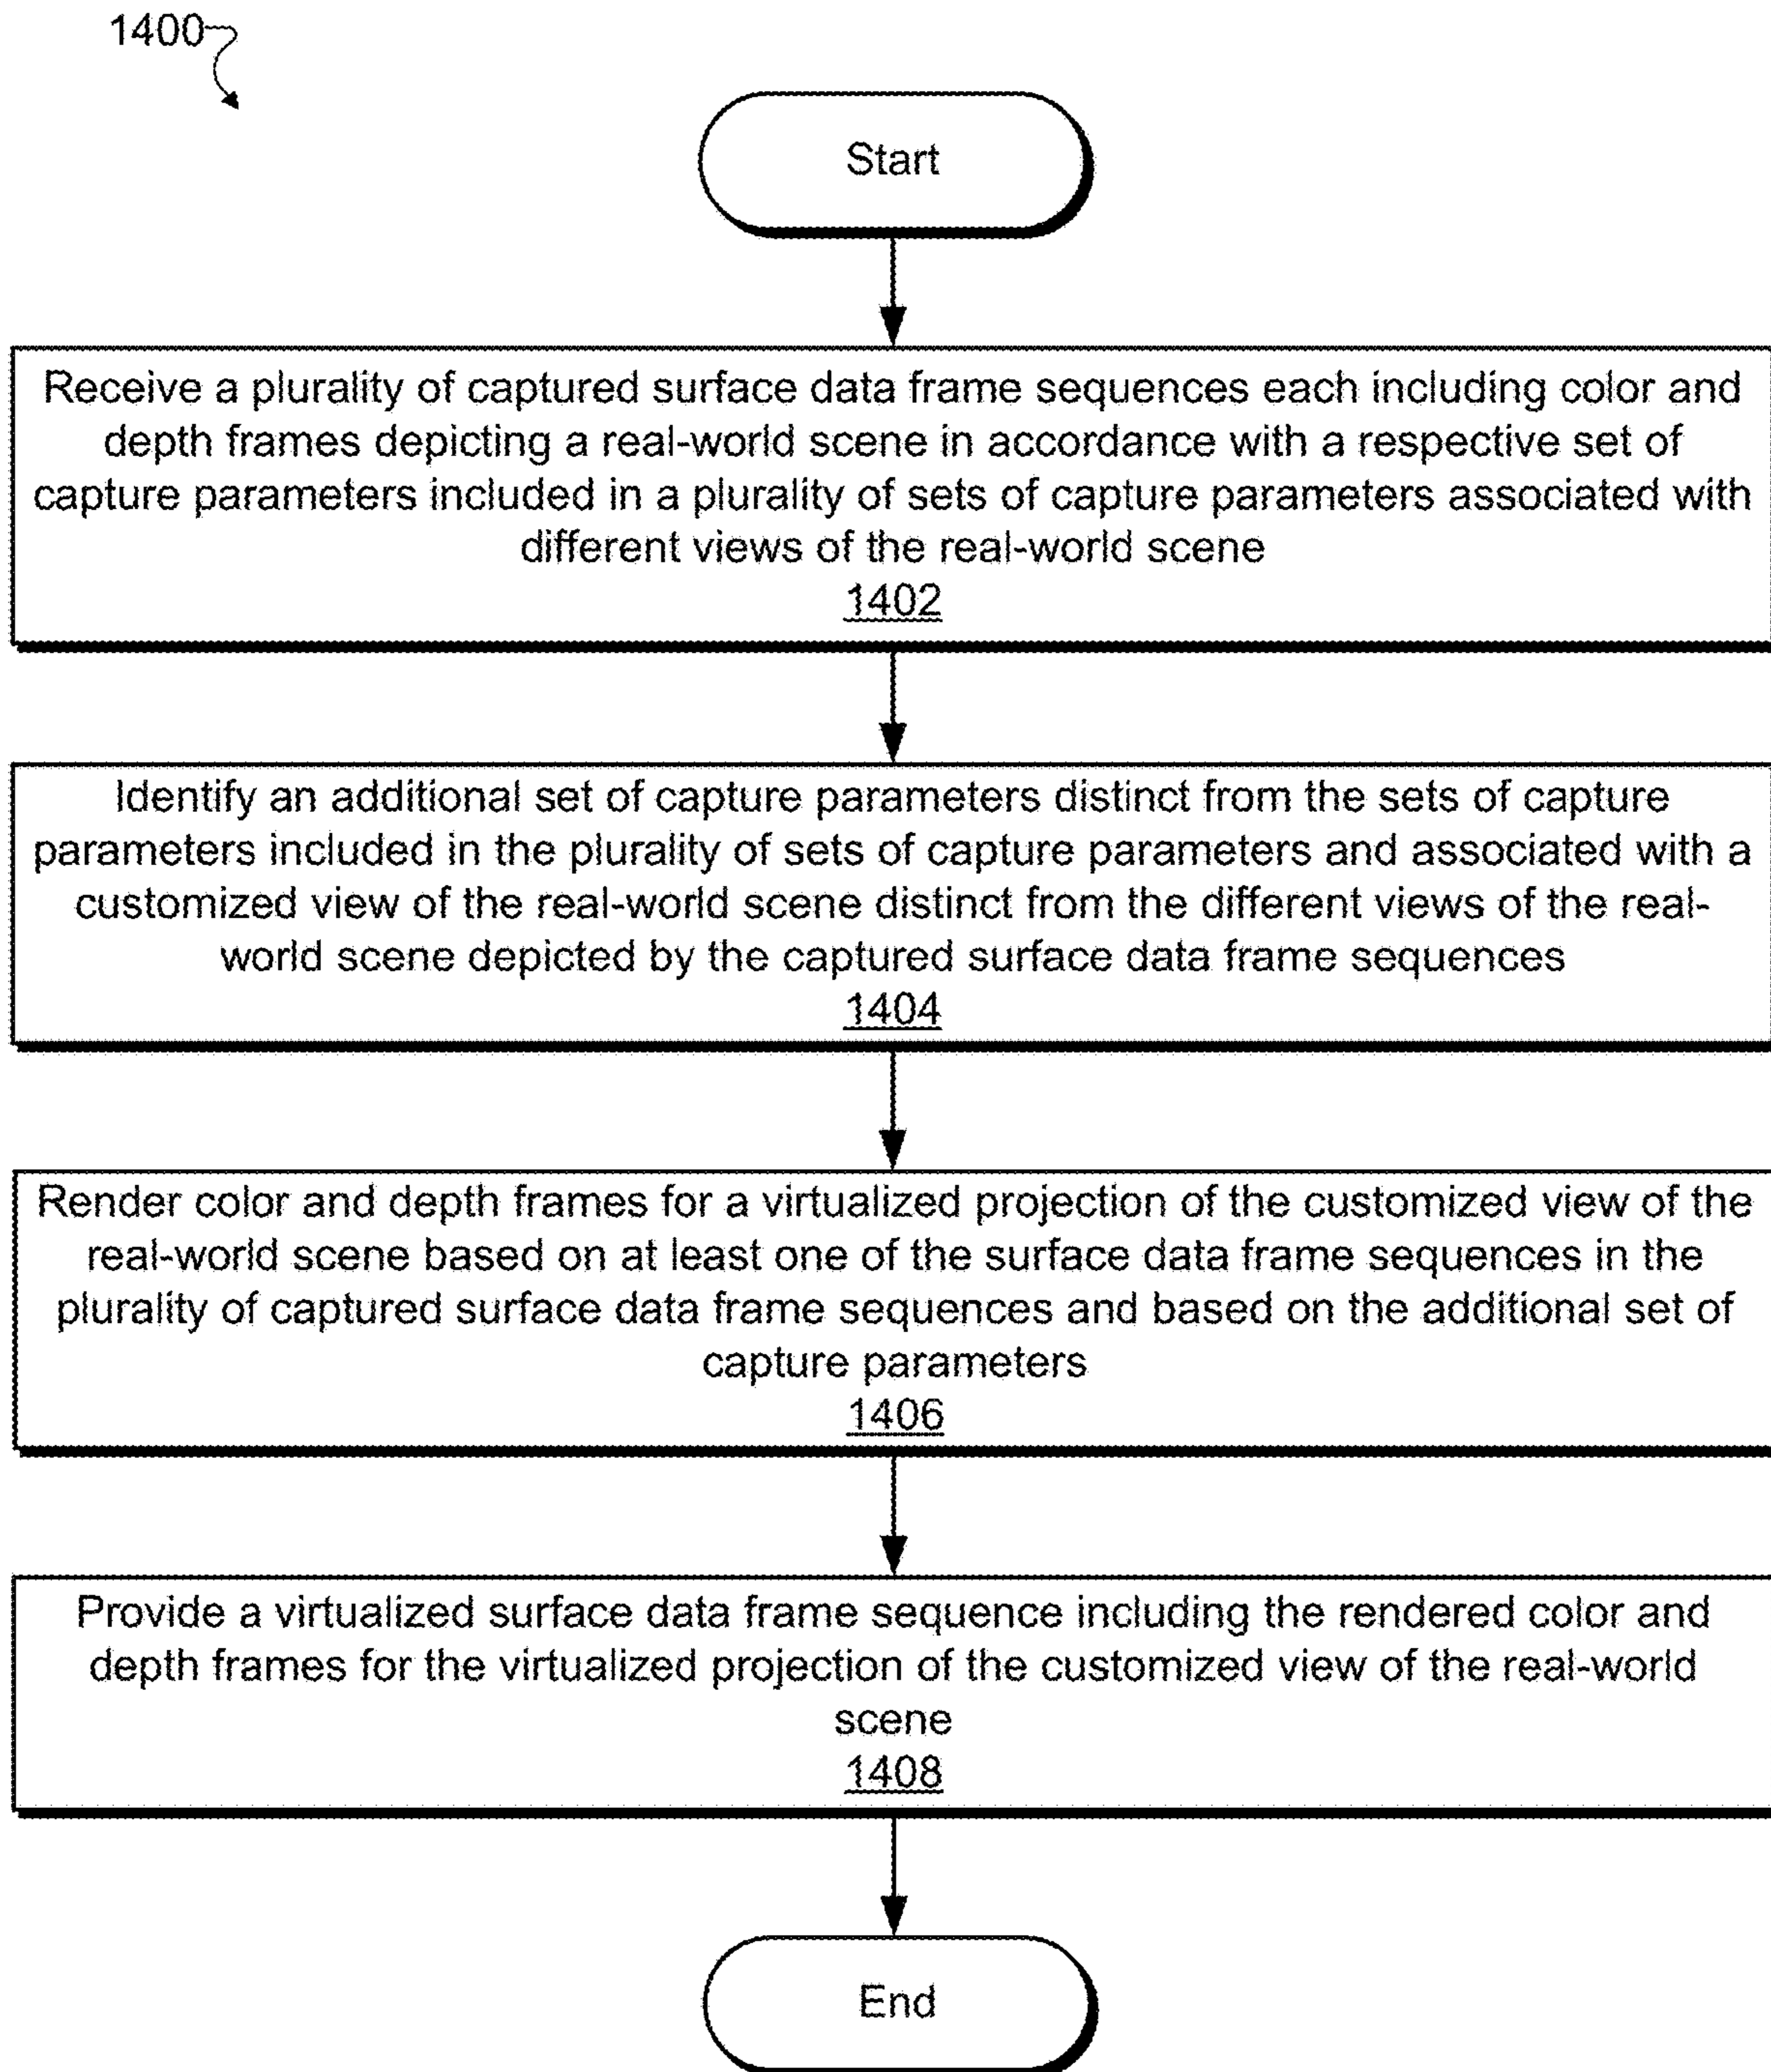 1400
Start
Receive a plurality of captured surface data frame sequences each including color and
depth frames depicting a real-world scene in accordance with a respective set of
capture parameters included in a plurality of sets of capture parameters associated with
different views of the real-world scene
1402
Identify an additional set of capture parameters distinct from the sets of capture
parameters included in the plurality of sets of capture parameters and associated with a
customized view of the real-world scene distinct from the different views of the real-
world scene depicted by the captured surface data frame sequences
1404
Render color and depth frames for a virtualized projection of the customized view of the
real-world scene based on at least one of the surface data frame sequences in the
plurality of captured surface data frame sequences and based on the additional set of
capture parameters
1406
Provide a virtualized surface data frame sequence including the rendered color and
depth frames for the virtualized projection of the customized view of the real-world
scene
1408
End